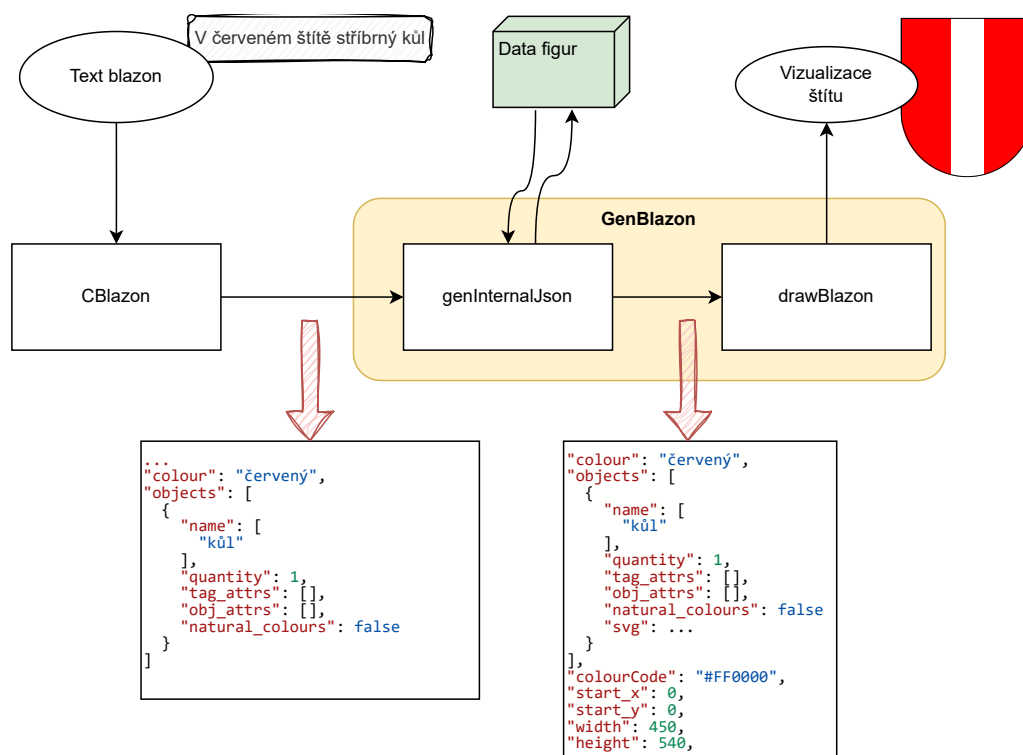 V červeném štítě stříbrný kůl
Text blazon
Data figur
Vizualizace
štítu
GenBlazon
CBlazon
genInternalJson
drawBlazon
...
"colour": "červený",
"objects": [
  {
    "name": [
      "kůl"
    ],
    "quantity": 1,
    "tag_attrs": [],
    "obj_attrs": [],
    "natural_colours": false
  }
]
"colour": "červený",
"objects": [
  {
    "name": [
      "kůl"
    ],
    "quantity": 1,
    "tag_attrs": [],
    "obj_attrs": [],
    "natural_colours": false
    "svg": ...
  }
],
"colourCode": "#FF0000",
"start_x": 0,
"start_y": 0,
"width": 450,
"height": 540,